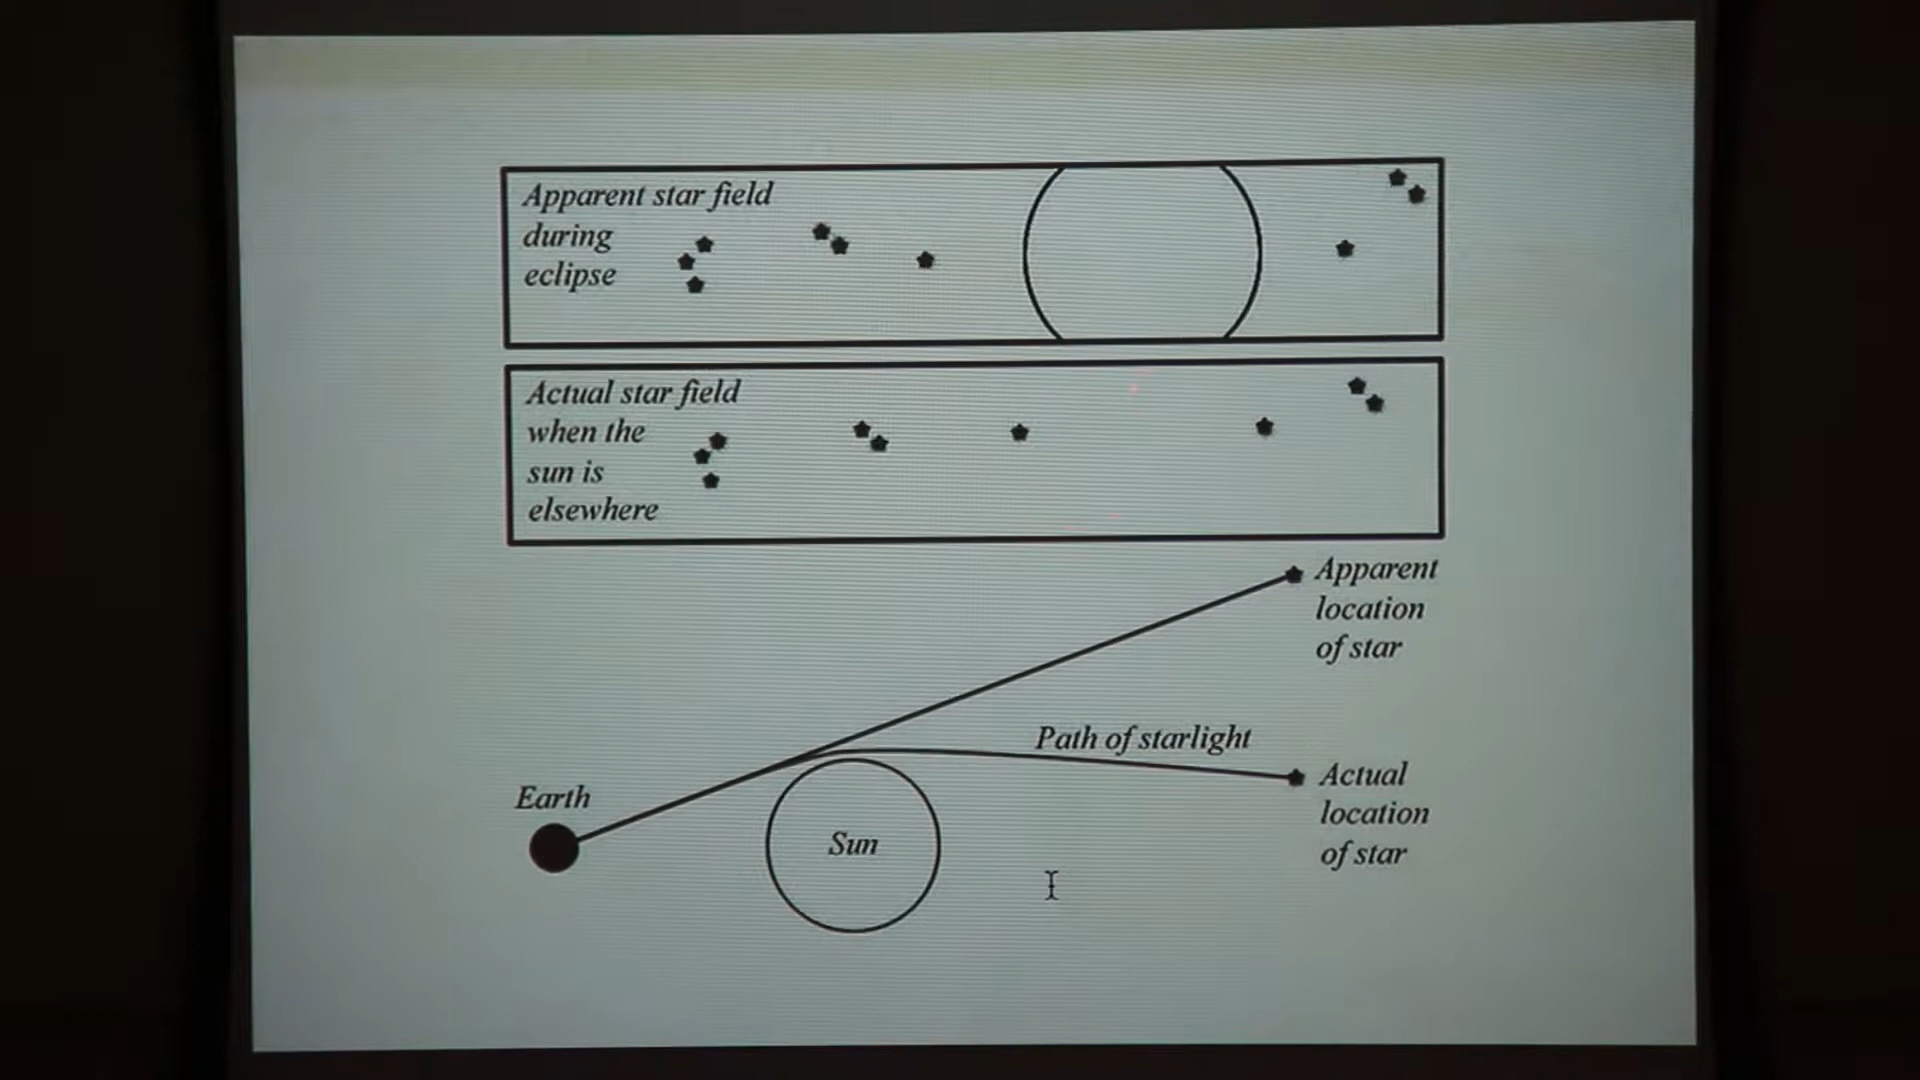 Apparent star field
during
eclipse
Actual star field
when the
sun is
elsewhere
Apparent
location
of star
Path of starlight
Actual
location
of star
Earth
Sun